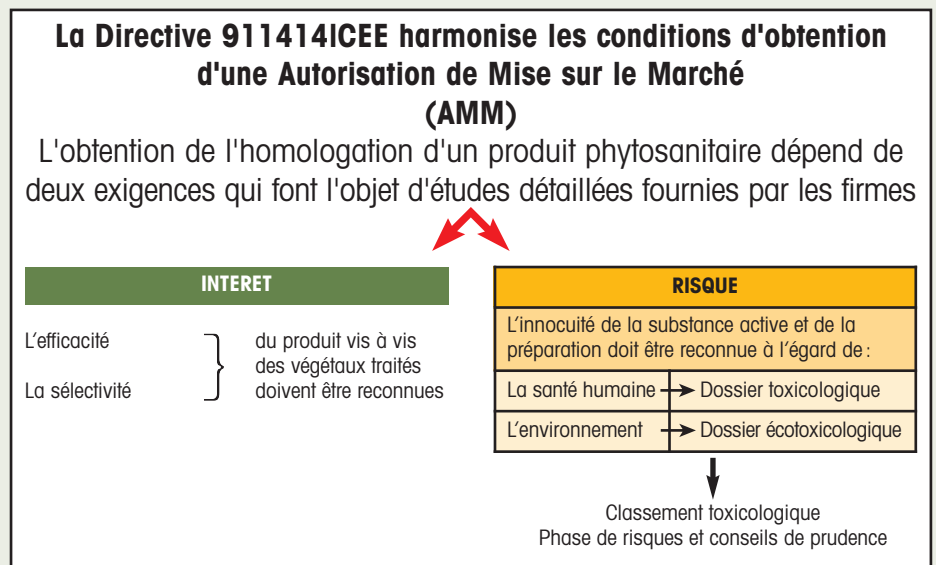 La Directive 911414ICEE harmonise les conditions d'obtention
d'une Autorisation de Mise sur le Marché
(AMM)
L'obtention de l'homologation d'un produit phytosanitaire dépend de
deux exigences qui font l'objet d'études détaillées fournies par les firmes
INTERET
L'efficacité
La sélectivité
du produit vis à vis
des végétaux traités
doivent être reconnues
RISQUE
L'innocuité de la substance active et de la
préparation doit être reconnue à l'égard de :
La santé humaine Dossier toxicologique
L'environnement Dossier écotoxicologique
Classement toxicologique
Phase de risques et conseils de prudence